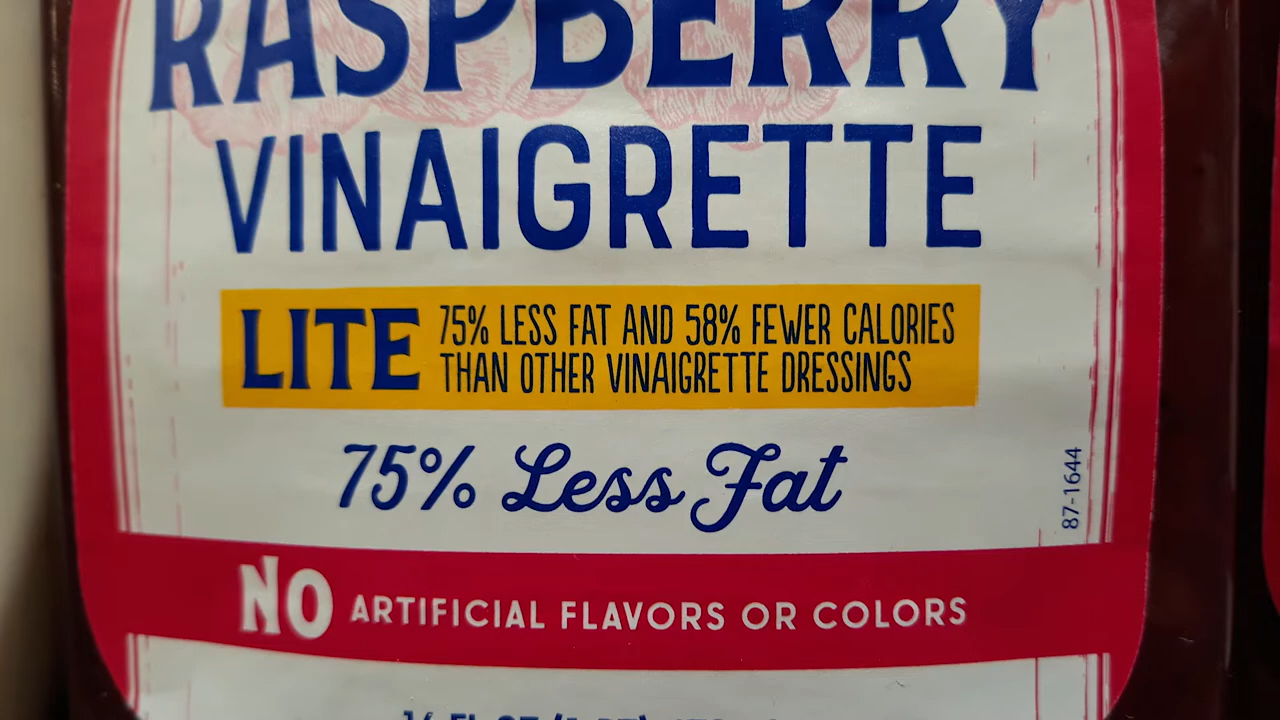 RASPBERRY
VINAIGRETTE
LITE
75% LESS FAT AND 58% FEWER CALORIES
THAN OTHER VINAIGRETTE DRESSINGS
75% Less Fat
87-1644
NO ARTIFICIAL FLAVORS OR COLORS